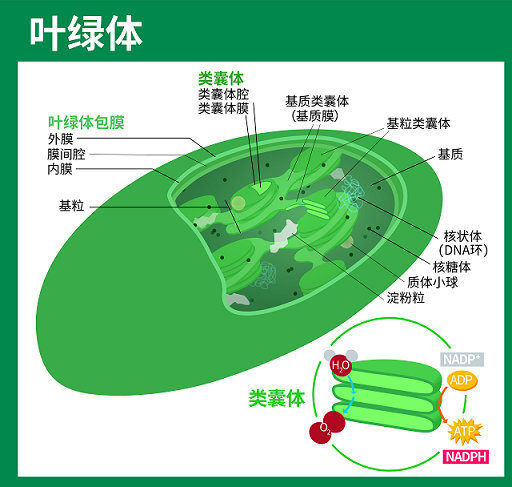 叶绿体
类囊体
类囊体腔
类囊体膜
基质类囊体
（基质膜）
基粒类囊体
叶绿体包膜
外膜
膜间腔
内膜
基质
基粒
核状体
（DNA环）
核糖体
质体小球
淀粉粒
类囊体
H₂O
O₂
NADP⁺
ADP
ATP
NADPH